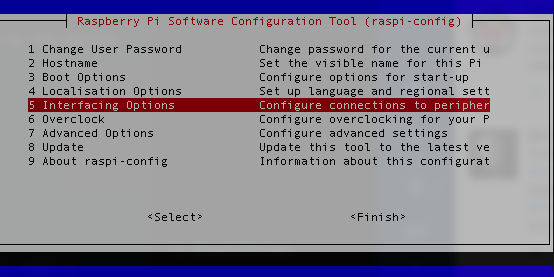 Raspberry Pi Software Configuration Tool (raspi-config)
1 Change User Password Change password for the current u
2 Hostname Set the visible name for this Pi
3 Boot Options Configure options for start-up
4 Localisation Options Set up language and regional sett
5 Interfacing Options Configure connections to peripher
6 Overclock Configure overclocking for your P
7 Advanced Options Configure advanced settings
8 Update Update this tool to the latest ve
9 About raspi-config Information about this configurat
<Select> <Finish>